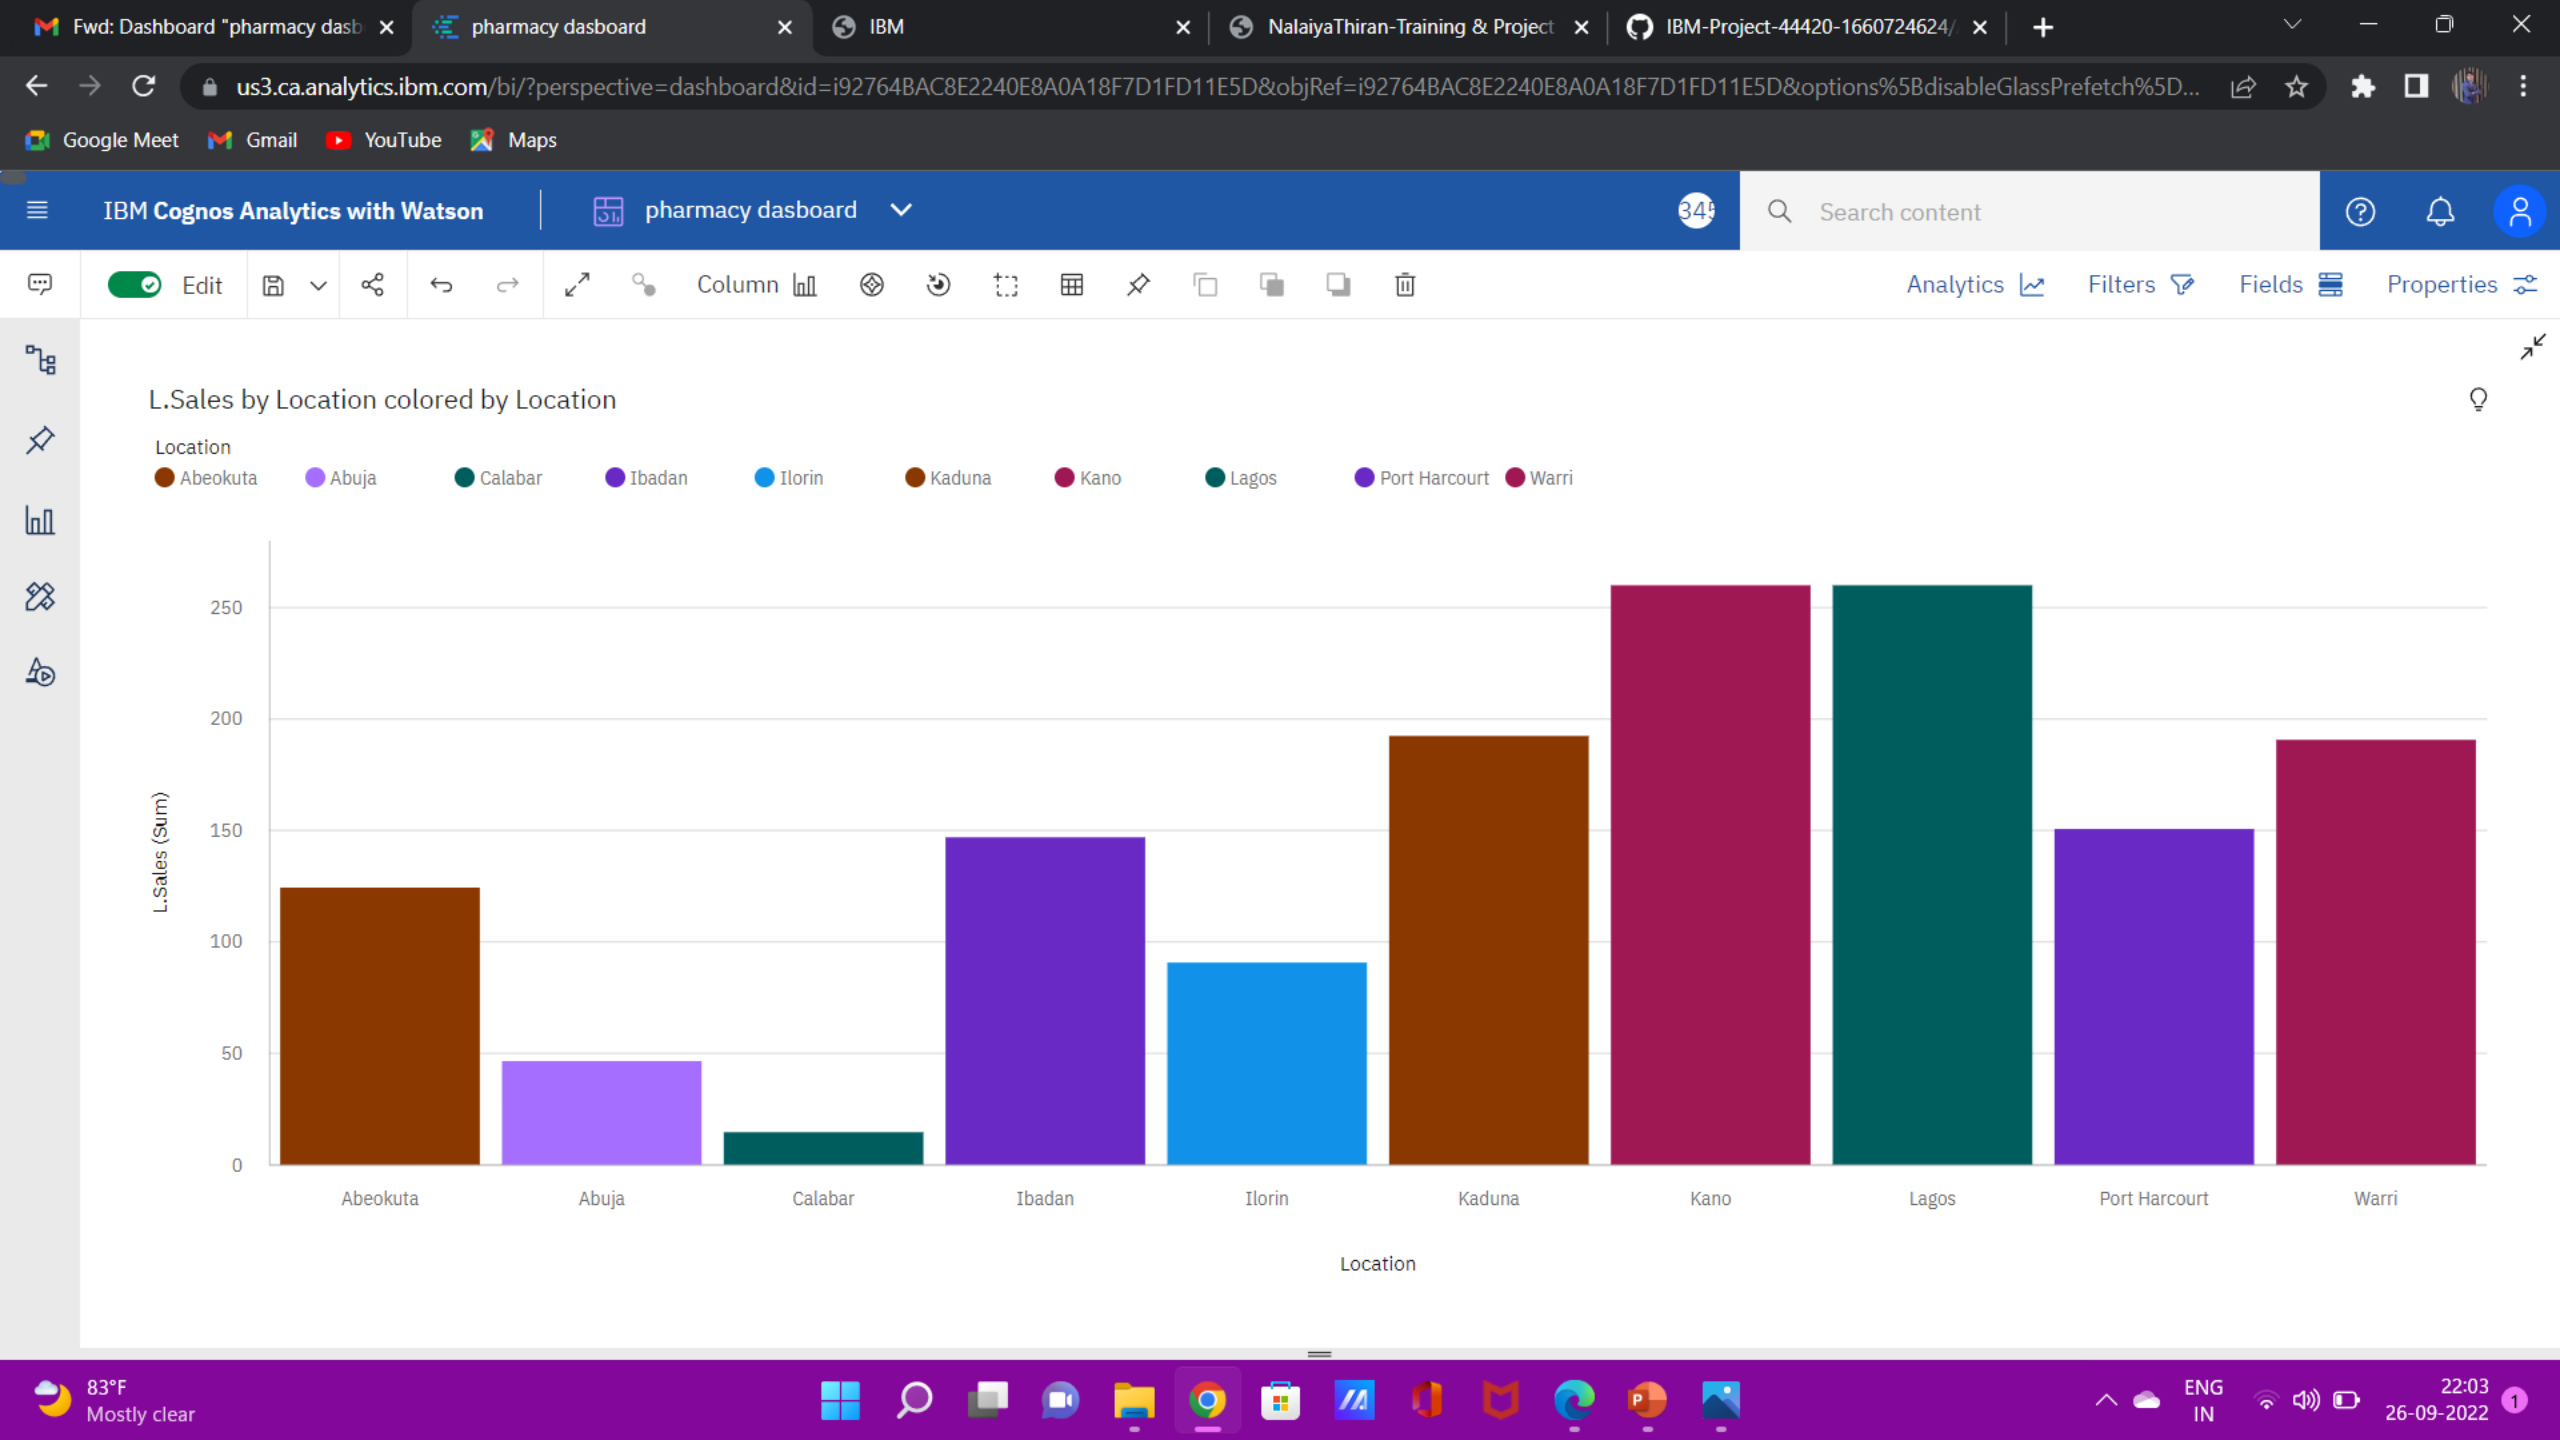 Fwd: Dashboard "pharmacy dasb
pharmacy dasboard
IBM
NalaiyaThiran-Training & Project
IBM-Project-44420-1660724624/
us3.ca.analytics.ibm.com/bi/?perspective=dashboard&id=i92764BAC8E2240E8A0A18F7D1FD11E5D&objRef=i92764BAC8E2240E8A0A18F7D1FD11E5D&options%5BdisableGlassPrefetch%5D...
Google Meet
Gmail
YouTube
Maps
IBM Cognos Analytics with Watson
pharmacy dasboard
345
Search content
Edit
Column
Analytics
Filters
Fields
Properties
L.Sales by Location colored by Location
Location
Abeokuta
Abuja
Calabar
Ibadan
Ilorin
Kaduna
Kano
Lagos
Port Harcourt
Warri
L.Sales (Sum)
250
200
150
100
50
0
Abeokuta
Abuja
Calabar
Ibadan
Ilorin
Kaduna
Kano
Lagos
Port Harcourt
Warri
Location
83°F
Mostly clear
ENG
IN
22:03
26-09-2022
1